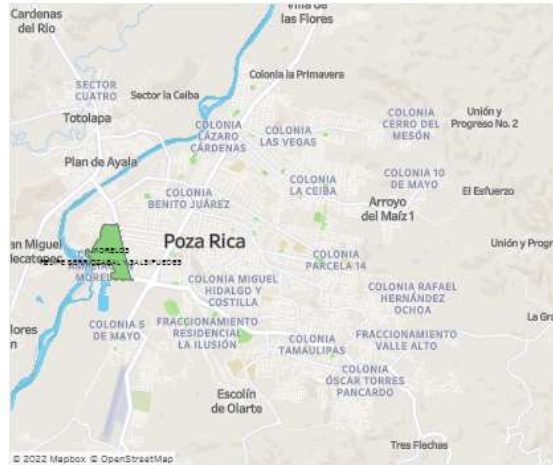 Cardenas
del Rio
Villa de
las Flores
Colonia la Primavera
SECTOR
CUATRO
Sector la Ceiba
Totolapa
COLONIA
LÁZARO
CÁRDENAS
COLONIA
LAS VEGAS
COLONIA
CERRO DEL
MESÓN
Unión y
Progreso No. 2
Plan de Ayala
COLONIA
LA CEIBA
COLONIA 10
DE MAYO
El Esfuerzo
COLONIA
BENITO JUÁREZ
Arroyo
del Maíz 1
an Miguel
lecatepec
MORELOS
Poza Rica
Unión y Progr
COLONIA
PARCELA 14
COLONIA MIGUEL
HIDALGO Y
COSTILLA
COLONIA RAFAEL
HERNÁNDEZ
OCHOA
lores
n
COLONIA 5
DE MAYO
FRACCIONAMIENTO
RESIDENCIAL
LA ILUSIÓN
COLONIA
TAMAULIPAS
FRACCIONAMIENTO
VALLE ALTO
La Gra
COLONIA
ÓSCAR TORRES
PANCARDO
Escolín
de Olarte
Tres Flechas
© 2022 Mapbox © OpenStreetMap